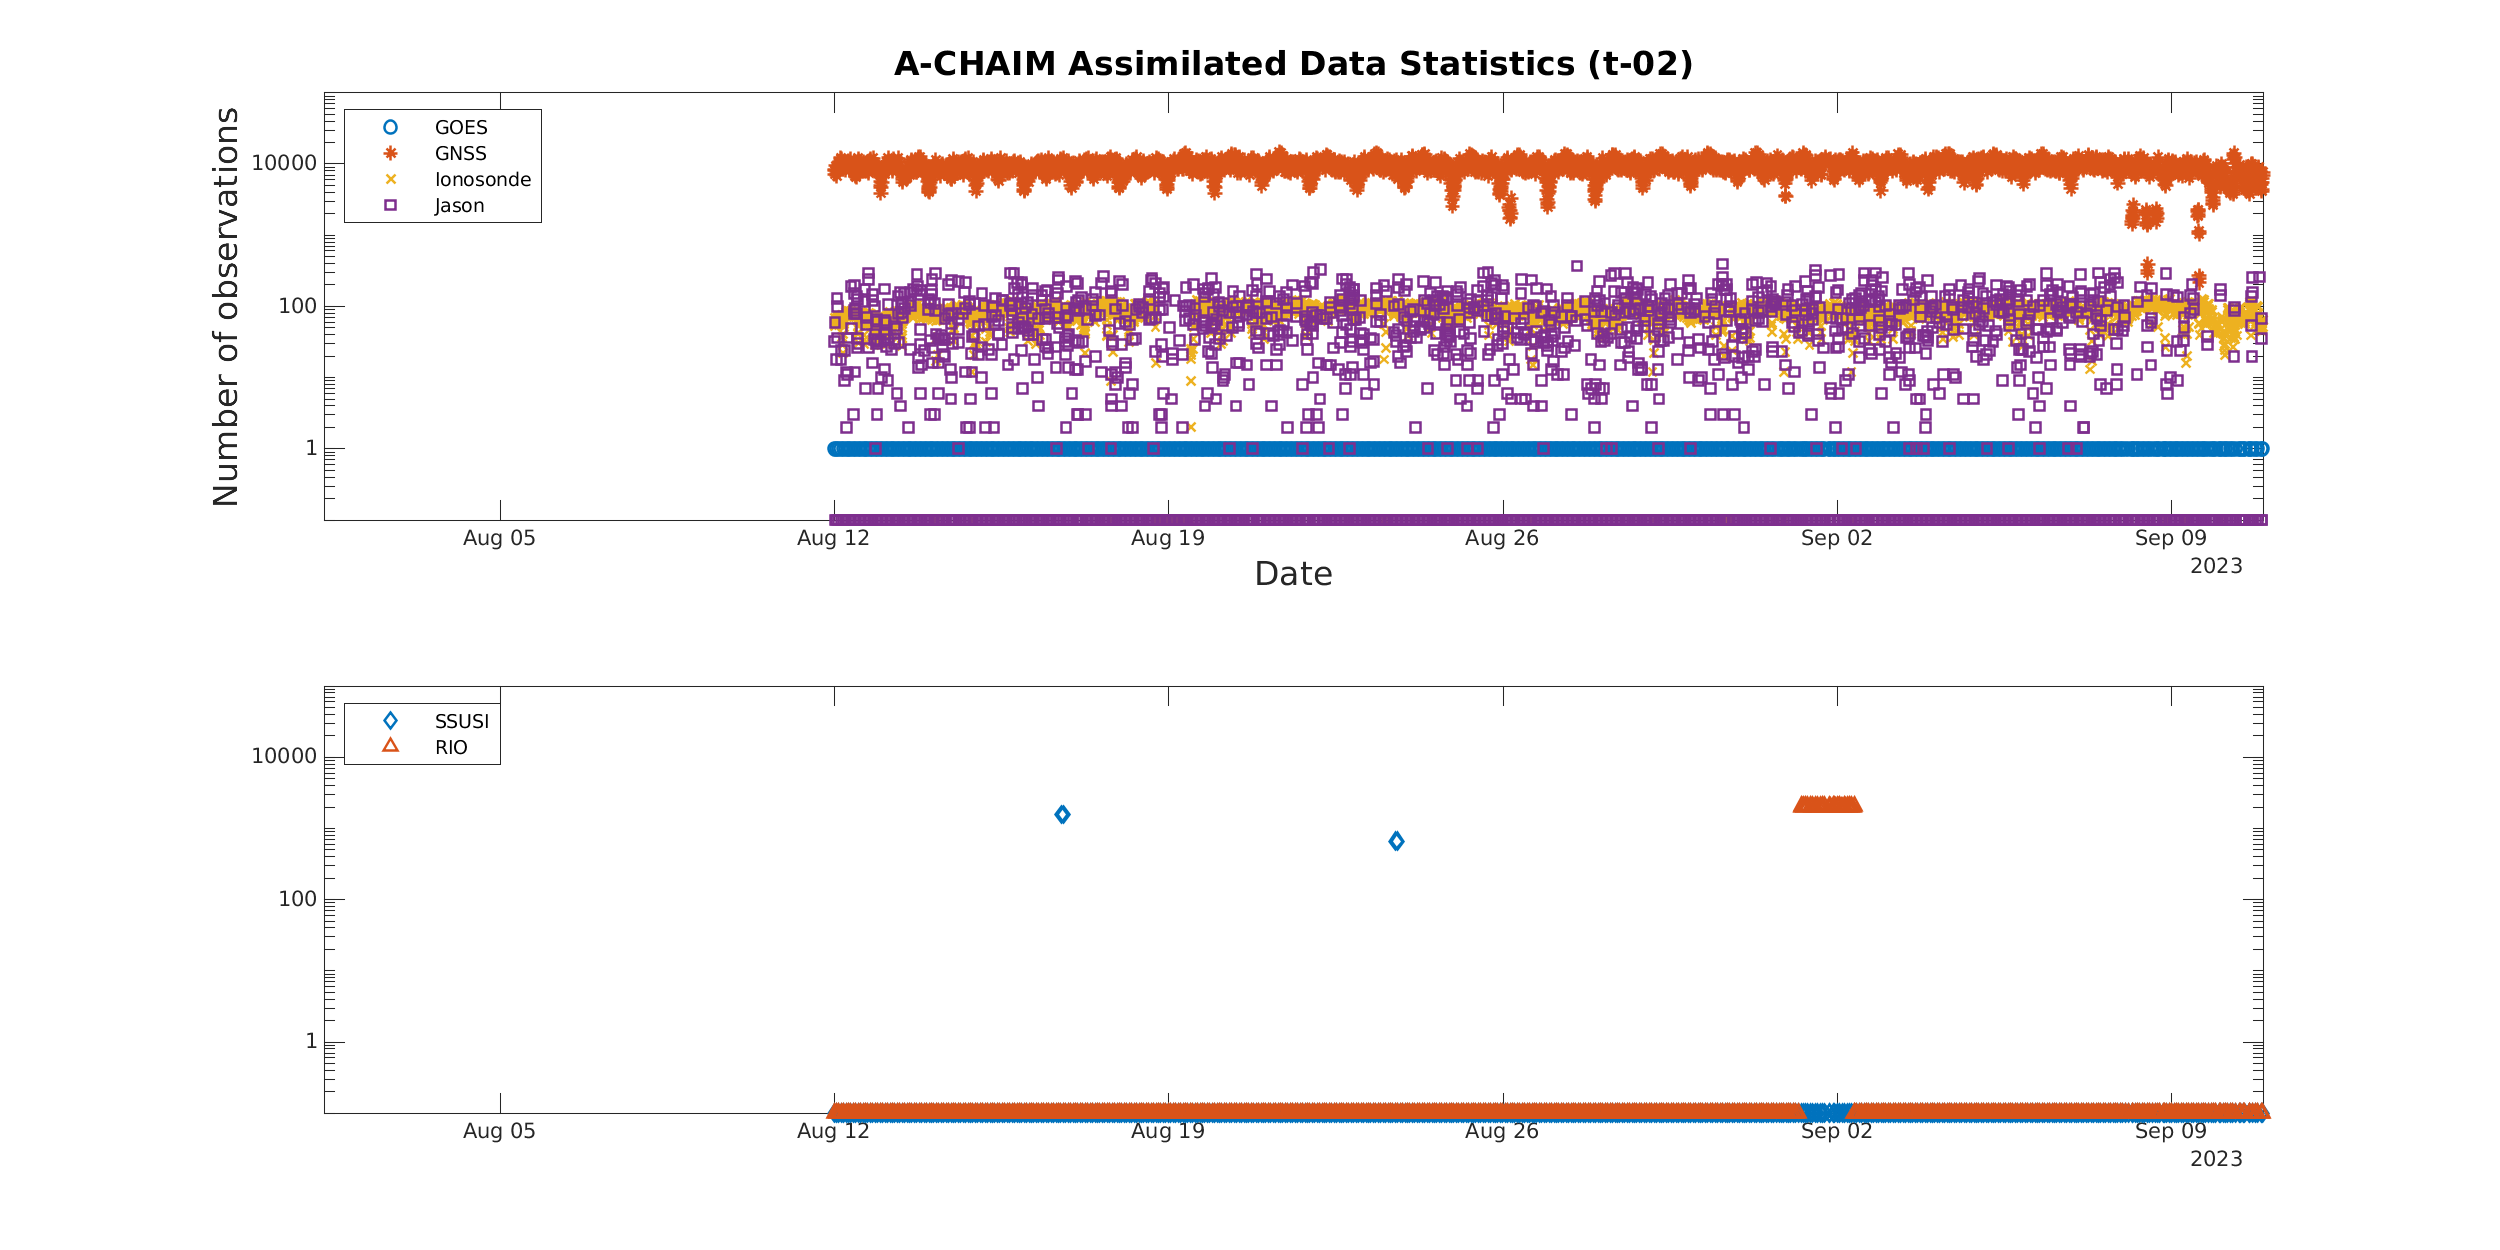 A-CHAIM Assimilated Data Statistics (t-02)
Number of observations
10000
100
1
GOES
GNSS
Ionosonde
Jason
Aug 05 Aug 12 Aug 19 Aug 26 Sep 02 Sep 09
2023
Date
10000
100
1
SSUSI
RIO
Aug 05 Aug 12 Aug 19 Aug 26 Sep 02 Sep 09
2023